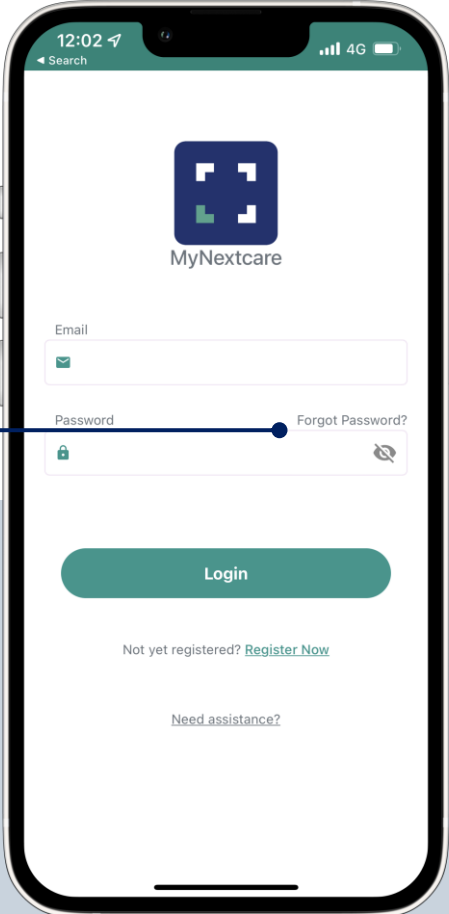 12:02
4G
◀ Search
MyNextcare
Email
Password Forgot Password?
Login
Not yet registered? Register Now
Need assistance?